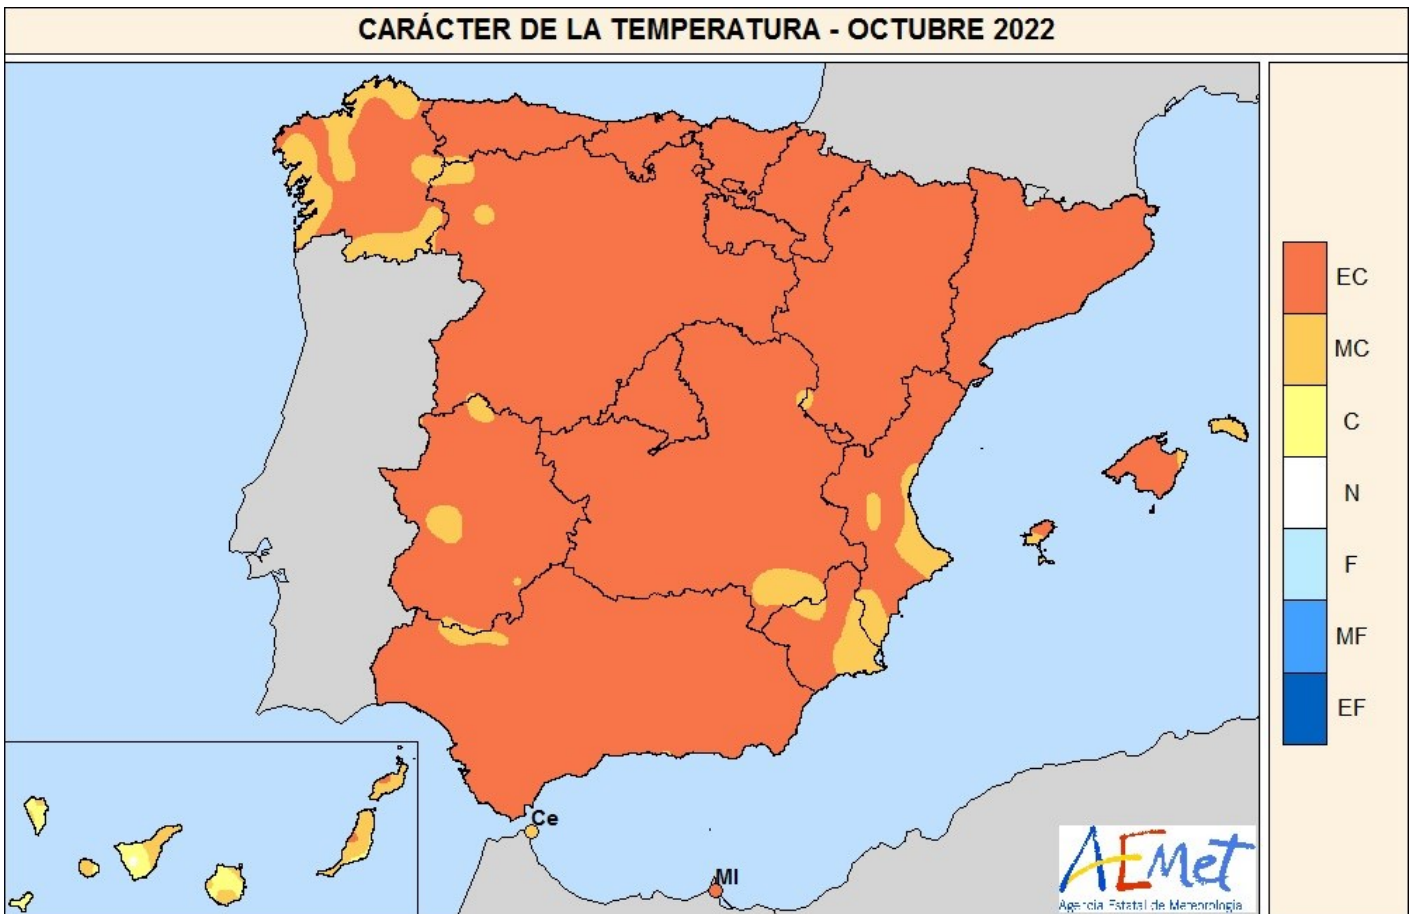 CARÁCTER DE LA TEMPERATURA - OCTUBRE 2022
EC
MC
C
N
F
MF
EF
Ce
Ml
AEMet
Agencia Estatal de Meteorología